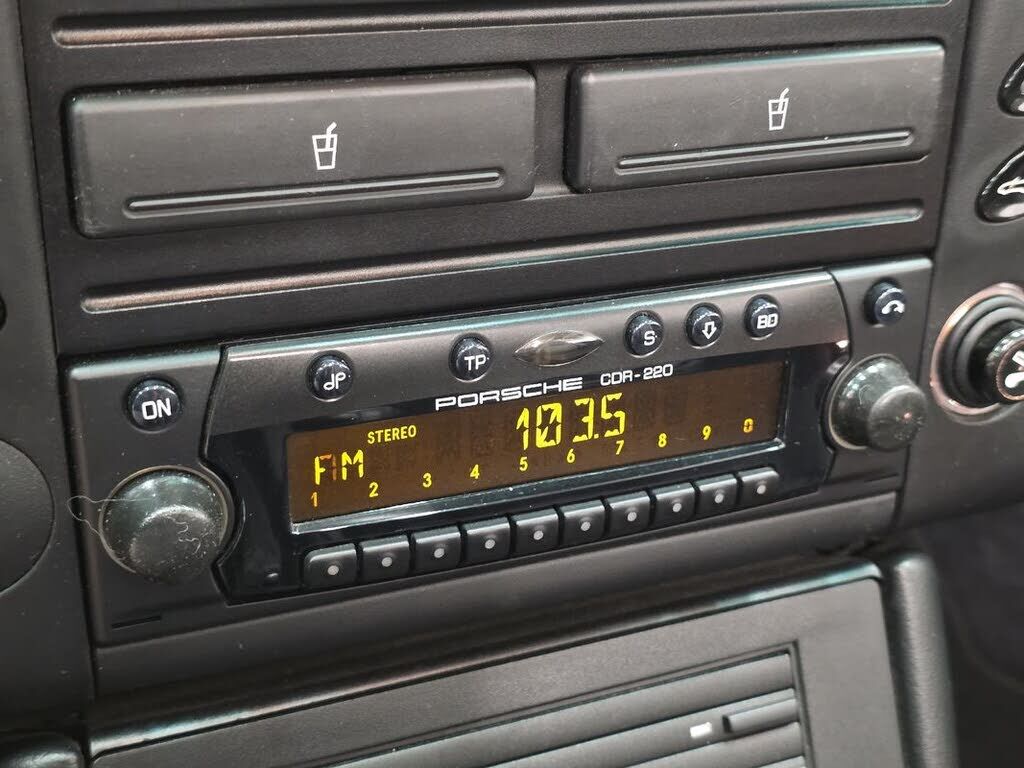 ON
TP
S
BD
PORSCHE CDR-220
STEREO
103.5
FM
1 2 3 4 5 6 7 8 9 0